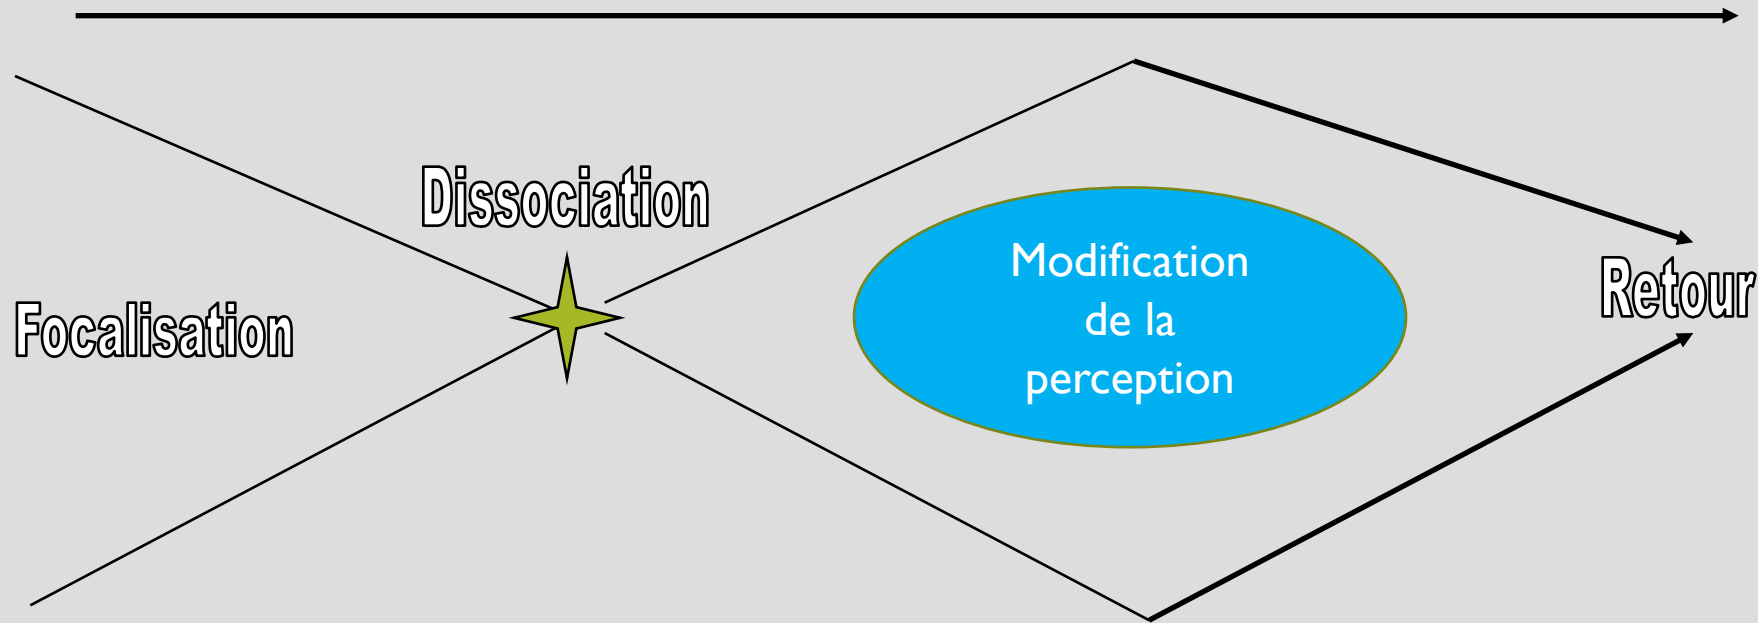 Focalisation
Dissociation
Modification
de la
perception
Retour